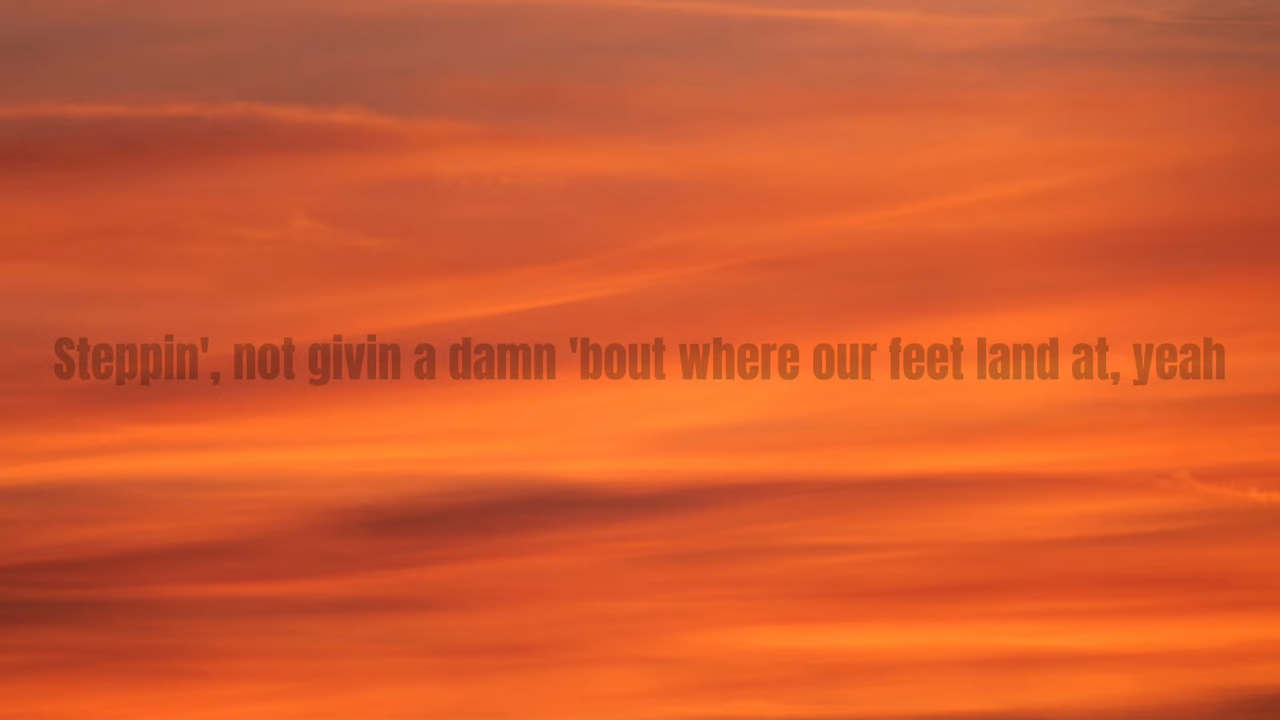 Steppin', not givin a damn 'bout where our feet land at, yeah